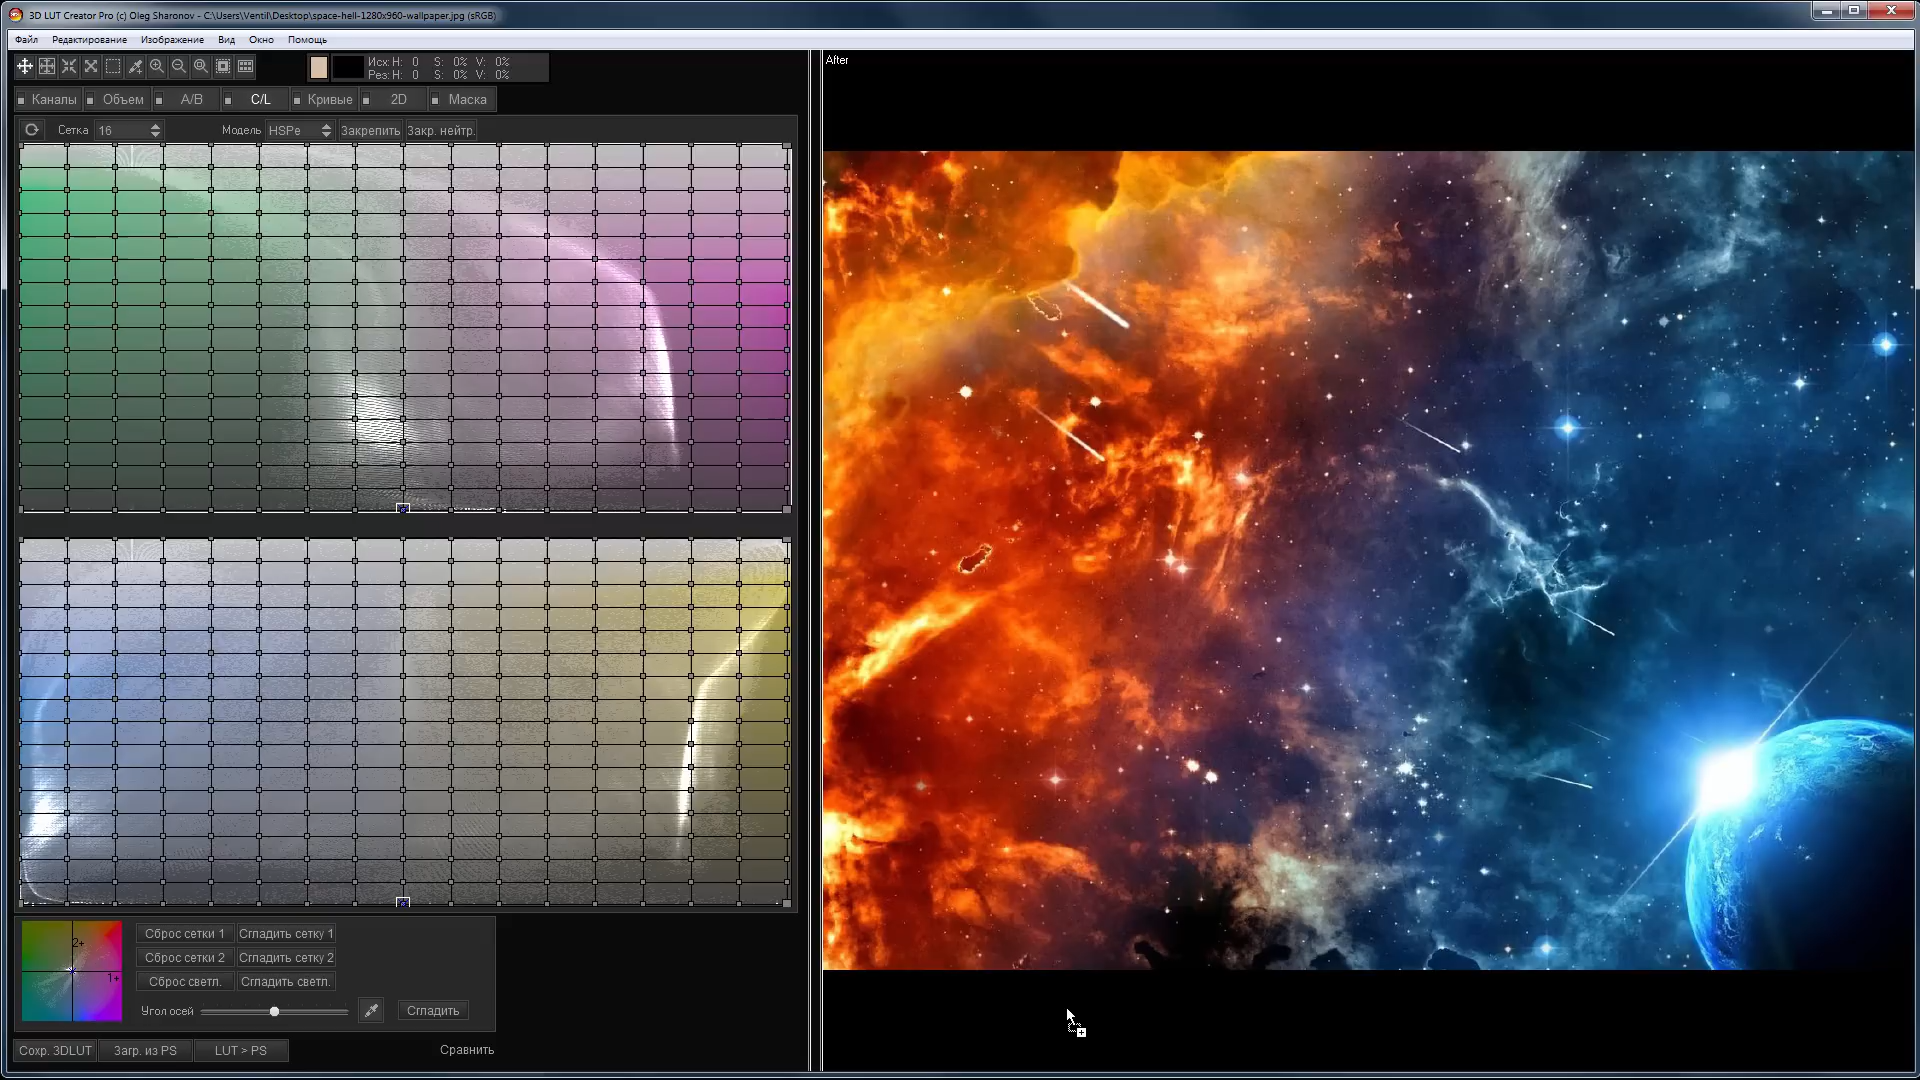 3D LUT Creator Pro (c) Oleg Sharonov - C:\Users\Ventil\Desktop\space-hell-1280x960-wallpaper.jpg (sRGB)
Файл Редактирование Изображение Вид Окно Помощь
Исх: H: 0 S: 0% V: 0%
Рез: H: 0 S: 0% V: 0%
After
Каналы Объем A/B C/L Кривые 2D Маска
Сетка 16 Модель HSPe Закрепить Закр. нейтр.
2+
1+
Сброс сетки 1 Сгладить сетку 1
Сброс сетки 2 Сгладить сетку 2
Сброс светл. Сгладить светл.
Угол осей Сгладить
Сохр. 3DLUT Загр. из PS LUT > PS Сравнить